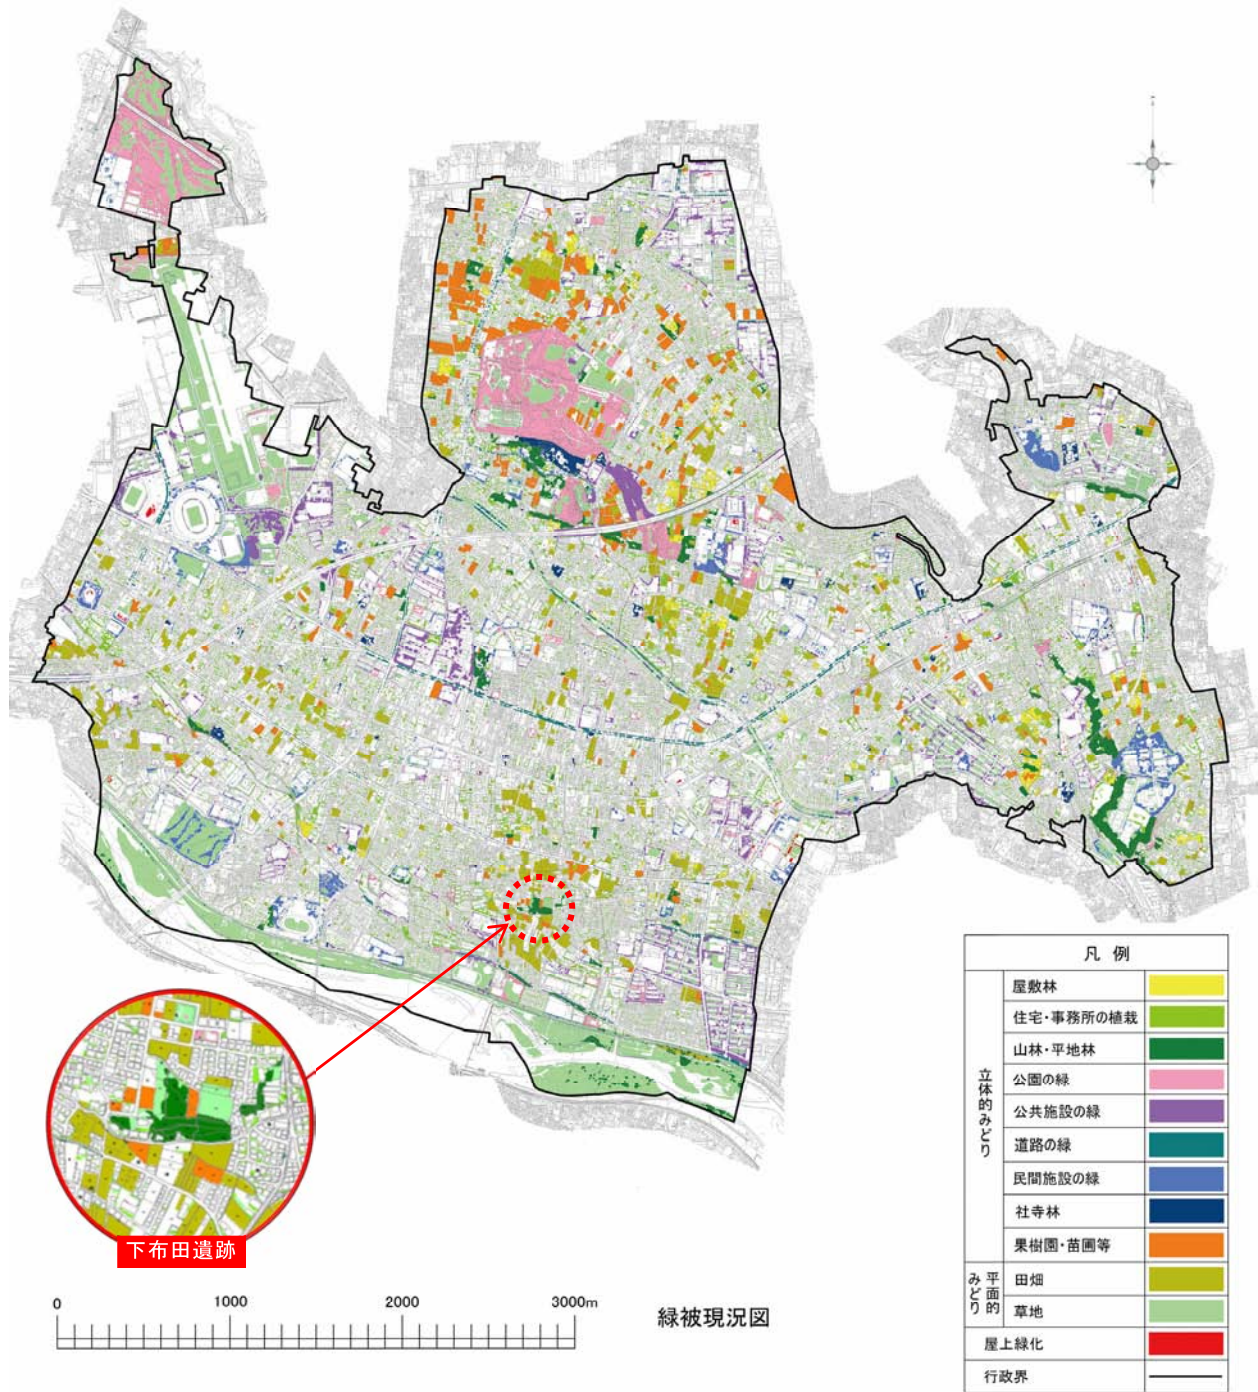 凡 例
立体的みどり
屋敷林
住宅・事務所の植栽
山林・平地林
公園の緑
公共施設の緑
道路の緑
民間施設の緑
社寺林
果樹園・苗圃等
平面的みどり
田畑
草地
屋上緑化
行政界
下布田遺跡
0 1000 2000 3000m
緑被現況図